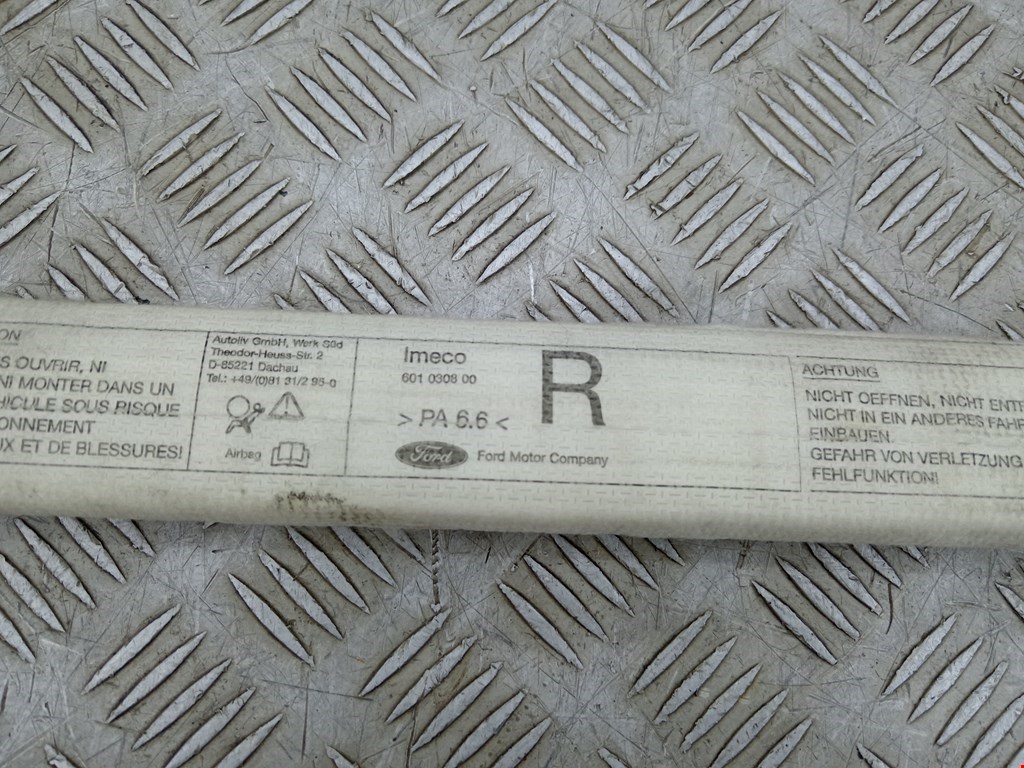 ON
S OUVRIR, NI
NI MONTER DANS UN
HICULE SOUS RISQUE
IONNEMENT
UX ET DE BLESSURES!
Autoliv GmbH, Werk Süd
Theodor-Heuss-Str. 2
D-85221 Dachau
Tel.: +49/(0)81 31/2 95-0
Airbag
Imeco
601 0308 00
> PA 6.6 <
R
Ford
Ford Motor Company
ACHTUNG
NICHT OEFFNEN, NICHT ENTF
NICHT IN EIN ANDERES FAHR
EINBAUEN.
GEFAHR VON VERLETZUNG
FEHLFUNKTION!